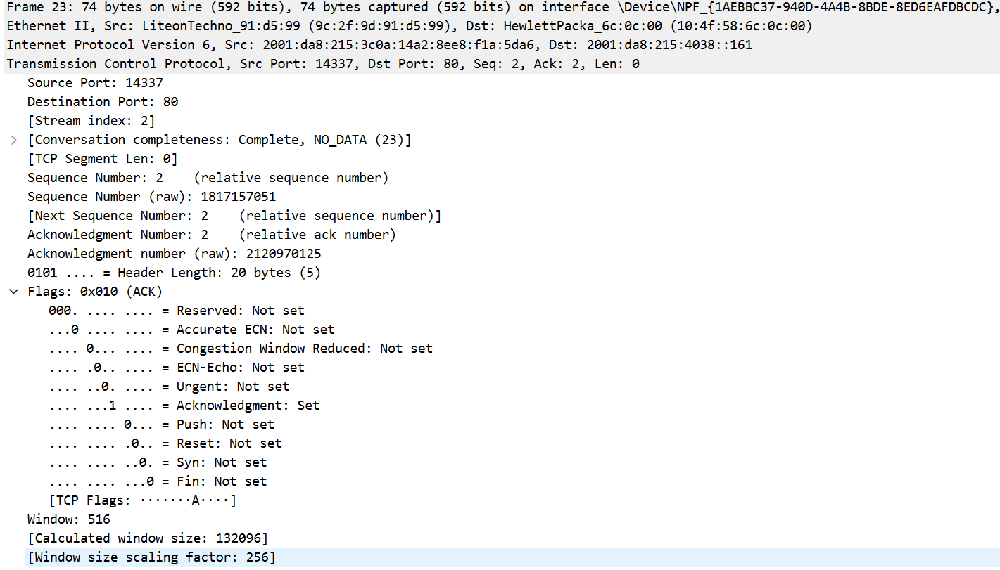 Frame 23: 74 bytes on wire (592 bits), 74 bytes captured (592 bits) on interface \Device\NPF_{1AEBBC37-940D-4A4B-8BDE-8ED6EAFDBCDC},
Ethernet II, Src: LiteonTechno_91:d5:99 (9c:2f:9d:91:d5:99), Dst: HewlettPacka_6c:0c:00 (10:4f:58:6c:0c:00)
Internet Protocol Version 6, Src: 2001:da8:215:3c0a:14a2:8ee8:f1a:5da6, Dst: 2001:da8:215:4038::161
Transmission Control Protocol, Src Port: 14337, Dst Port: 80, Seq: 2, Ack: 2, Len: 0
Source Port: 14337
Destination Port: 80
[Stream index: 2]
[Conversation completeness: Complete, NO_DATA (23)]
[TCP Segment Len: 0]
Sequence Number: 2    (relative sequence number)
Sequence Number (raw): 1817157051
[Next Sequence Number: 2    (relative sequence number)]
Acknowledgment Number: 2    (relative ack number)
Acknowledgment number (raw): 2120970125
0101 .... = Header Length: 20 bytes (5)
Flags: 0x010 (ACK)
000. .... .... = Reserved: Not set
...0 .... .... = Accurate ECN: Not set
.... 0... .... = Congestion Window Reduced: Not set
.... .0.. .... = ECN-Echo: Not set
.... ..0. .... = Urgent: Not set
.... ...1 .... = Acknowledgment: Set
.... .... 0... = Push: Not set
.... .... .0.. = Reset: Not set
.... .... ..0. = Syn: Not set
.... .... ...0 = Fin: Not set
[TCP Flags: ·······A····]
Window: 516
[Calculated window size: 132096]
[Window size scaling factor: 256]